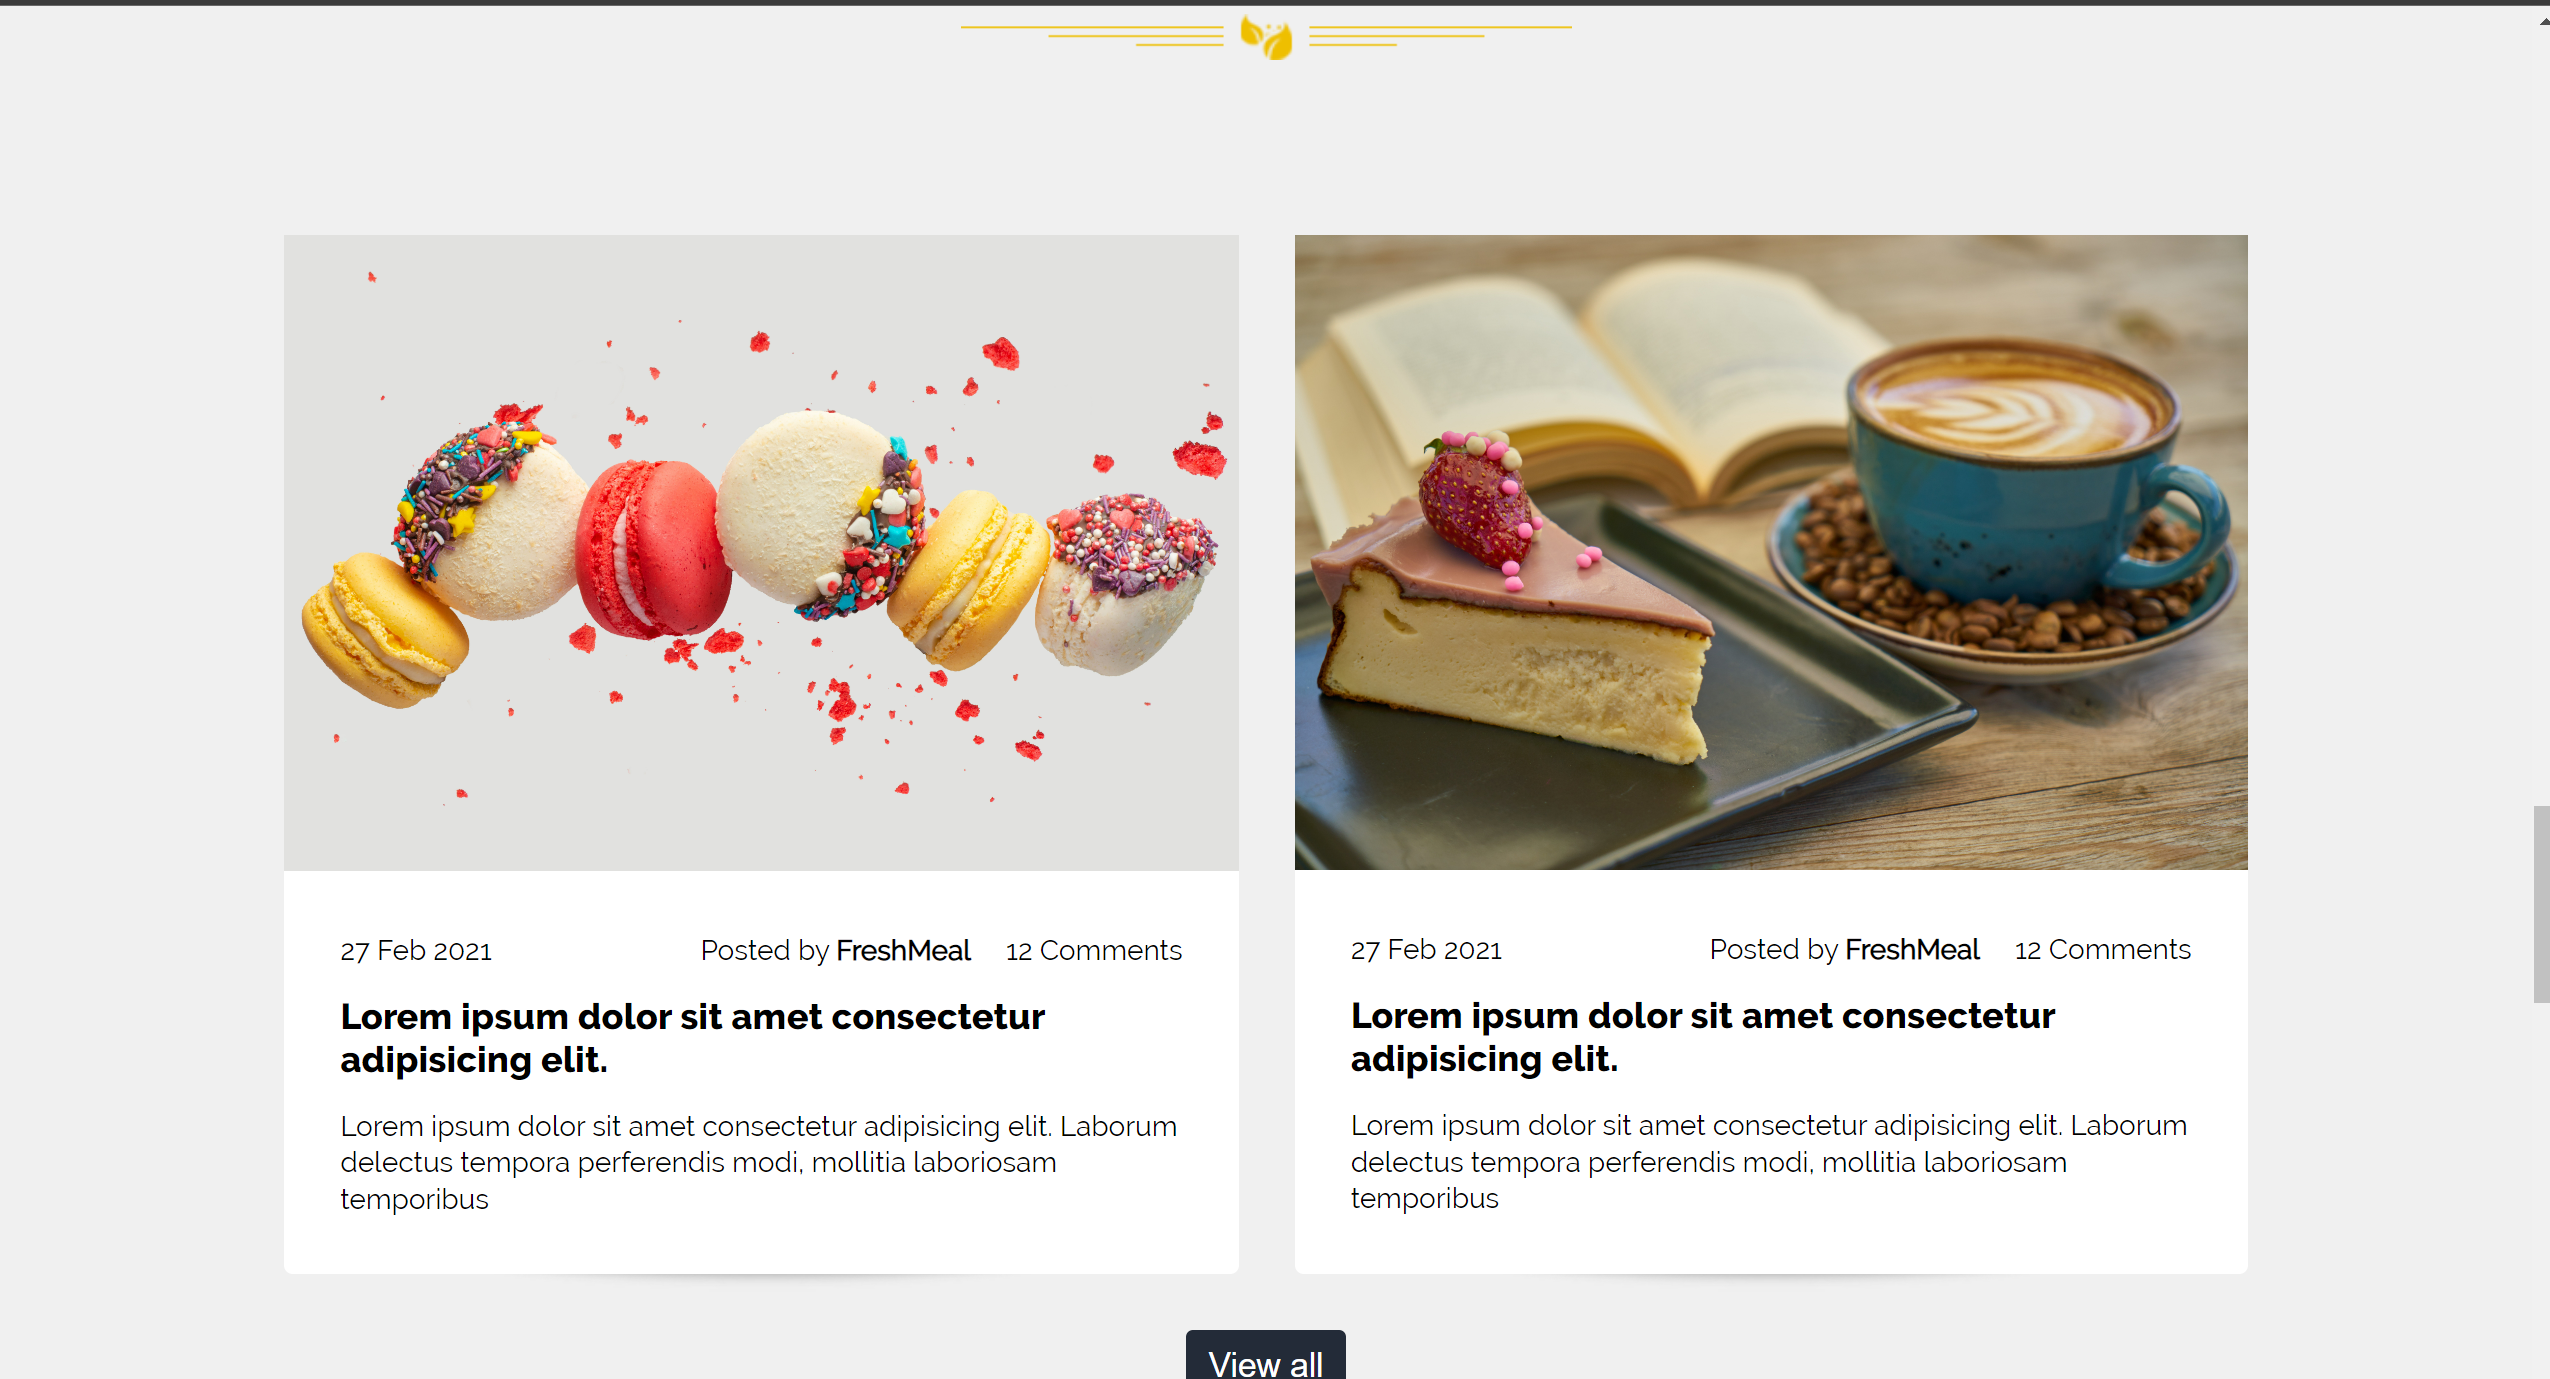 27 Feb 2021 Posted by FreshMeal 12 Comments
Lorem ipsum dolor sit amet consectetur
adipisicing elit.
Lorem ipsum dolor sit amet consectetur adipisicing elit. Laborum
delectus tempora perferendis modi, mollitia laboriosam
temporibus
27 Feb 2021 Posted by FreshMeal 12 Comments
Lorem ipsum dolor sit amet consectetur
adipisicing elit.
Lorem ipsum dolor sit amet consectetur adipisicing elit. Laborum
delectus tempora perferendis modi, mollitia laboriosam
temporibus
View all